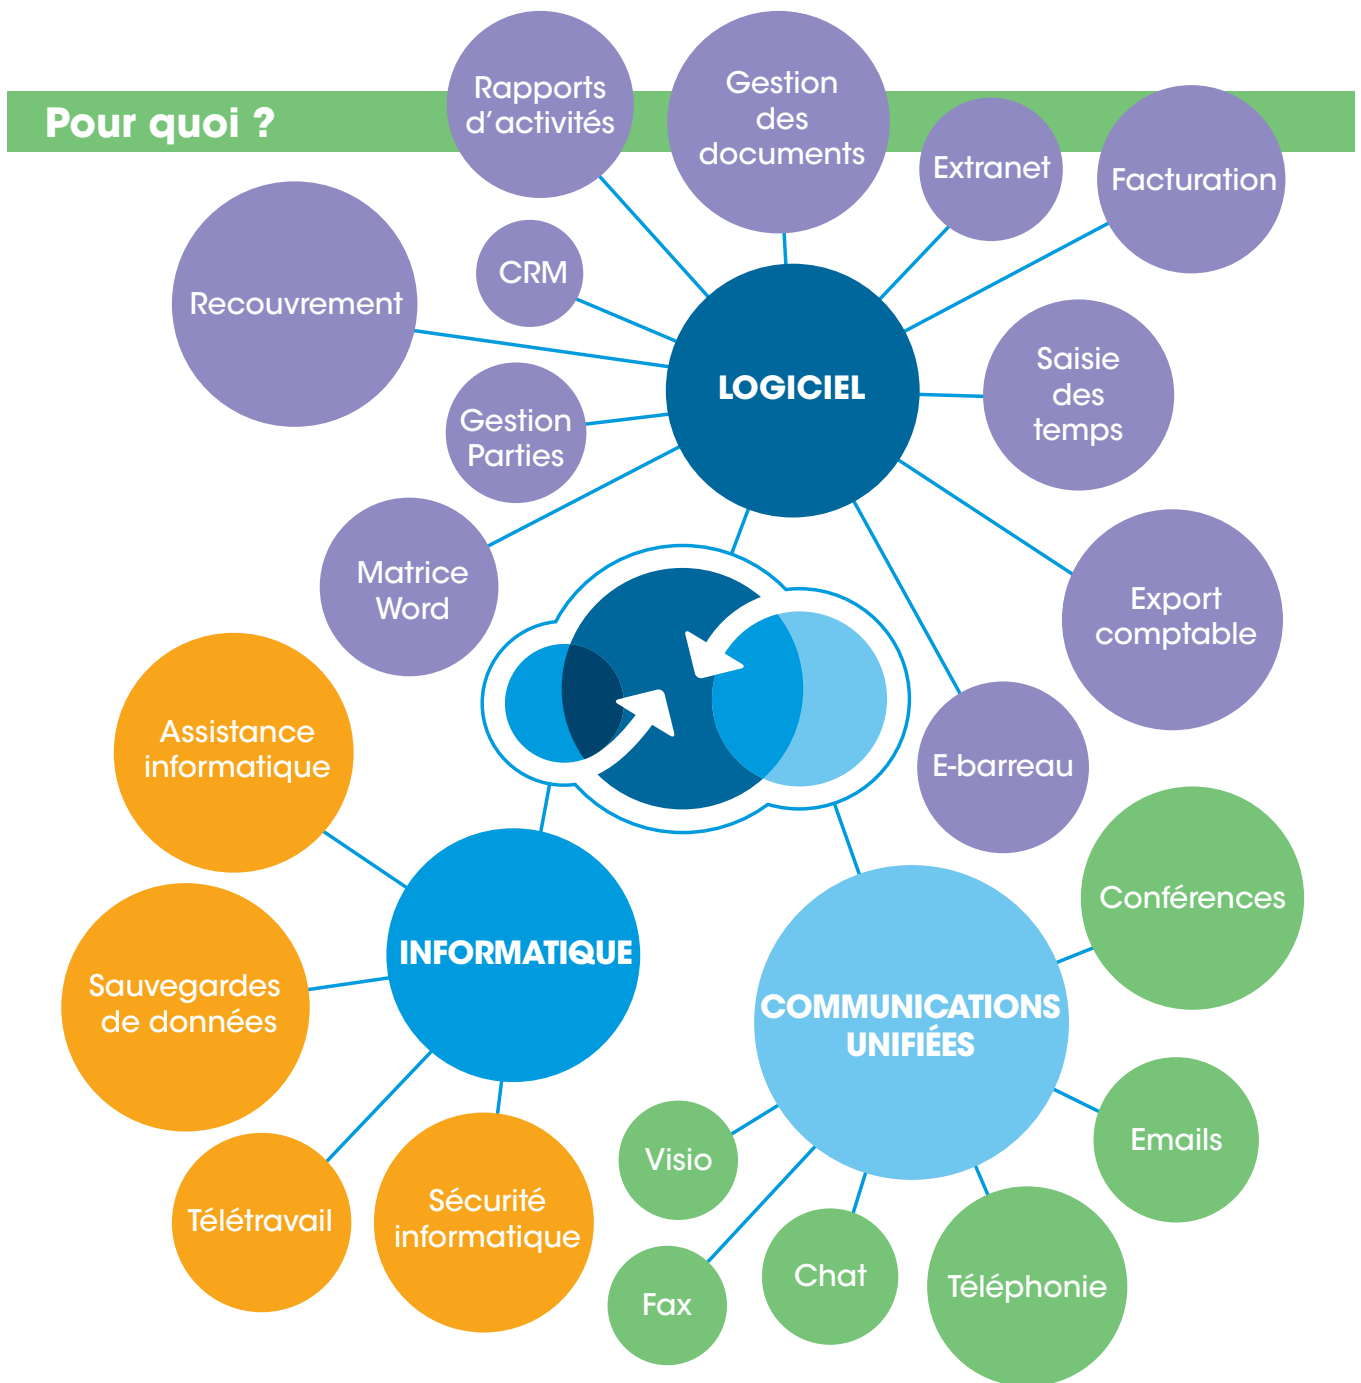 Pour quoi ?
Rapports
d'activités
Gestion
des
documents
Extranet
Facturation
CRM
Recouvrement
LOGICIEL
Saisie
des
temps
Gestion
Parties
Matrice
Word
Export
comptable
E-barreau
Assistance
informatique
Conférences
INFORMATIQUE
Sauvegardes
de données
COMMUNICATIONS
UNIFIÉES
Emails
Visio
Télétravail
Sécurité
informatique
Chat
Téléphonie
Fax